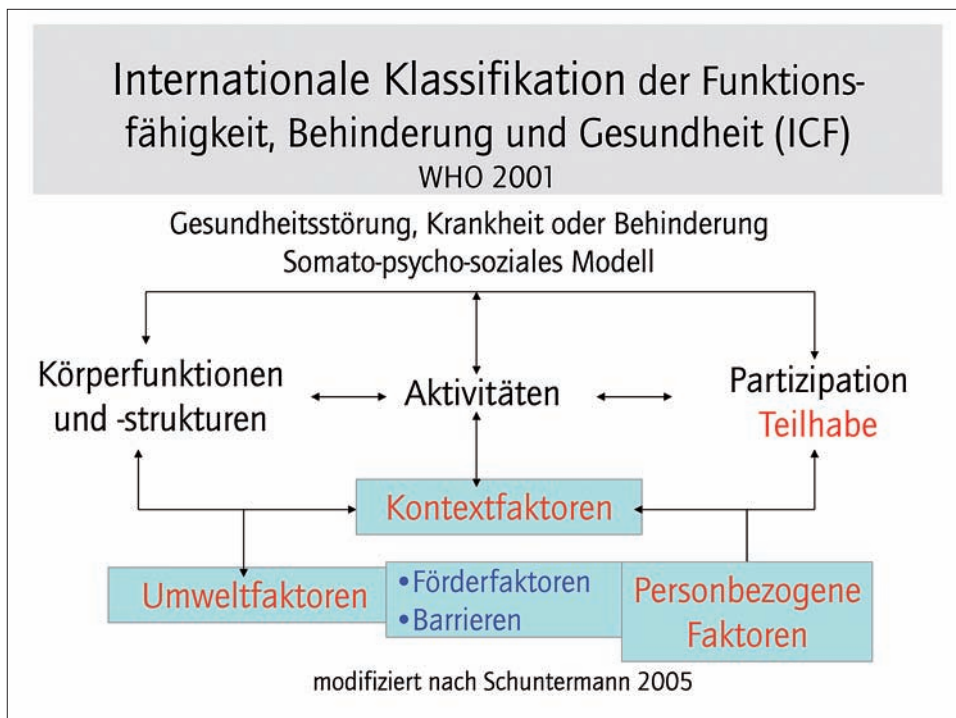 Internationale Klassifikation der Funktions-
fähigkeit, Behinderung und Gesundheit (ICF)
WHO 2001
Gesundheitsstörung, Krankheit oder Behinderung
Somato-psycho-soziales Modell
Körperfunktionen
und -strukturen
Aktivitäten
Partizipation
Teilhabe
Kontextfaktoren
Umweltfaktoren
•Förderfaktoren
•Barrieren
Personbezogene
Faktoren
modifiziert nach Schuntermann 2005